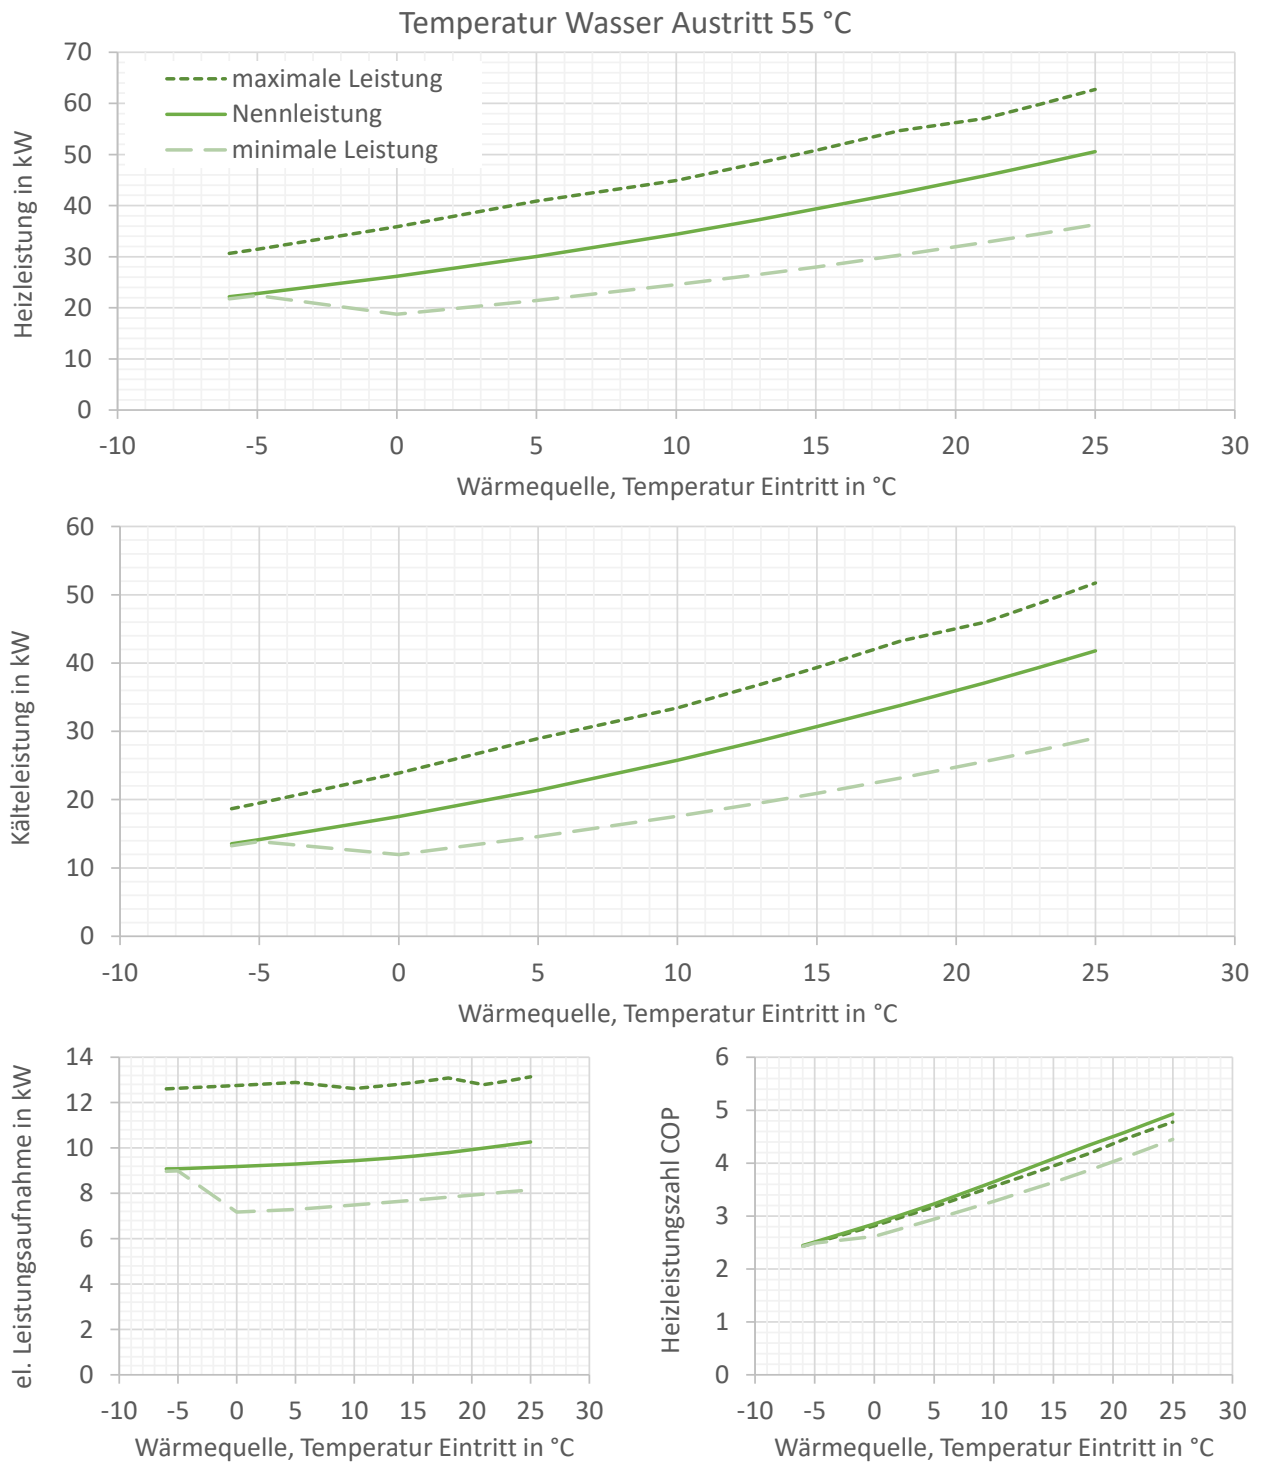 Temperatur Wasser Austritt 55 °C
maximale Leistung
Nennleistung
minimale Leistung
Heizleistung in kW
70
60
50
40
30
20
10
0
-10 -5 0 5 10 15 20 25 30
Wärmequelle, Temperatur Eintritt in °C
Kälteleistung in kW
60
50
40
30
20
10
0
-10 -5 0 5 10 15 20 25 30
Wärmequelle, Temperatur Eintritt in °C
el. Leistungsaufnahme in kW
14
12
10
8
6
4
2
0
-10 -5 0 5 10 15 20 25 30
Wärmequelle, Temperatur Eintritt in °C
Heizleistungszahl COP
6
5
4
3
2
1
0
-10 -5 0 5 10 15 20 25 30
Wärmequelle, Temperatur Eintritt in °C